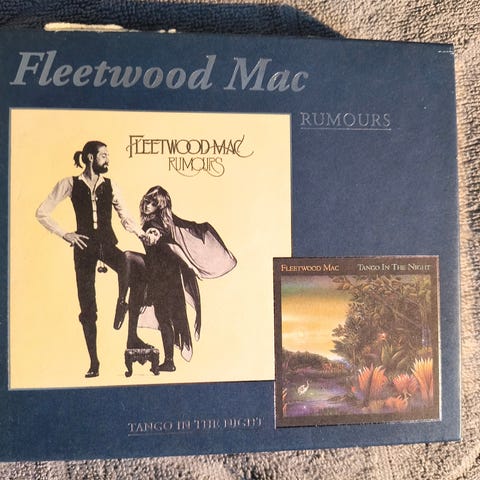 Fleetwood Mac
RUMOURS
FLEETWOOD MAC
RUMOURS
FLEETWOOD MAC TANGO IN THE NIGHT
TANGO IN THE NIGHT